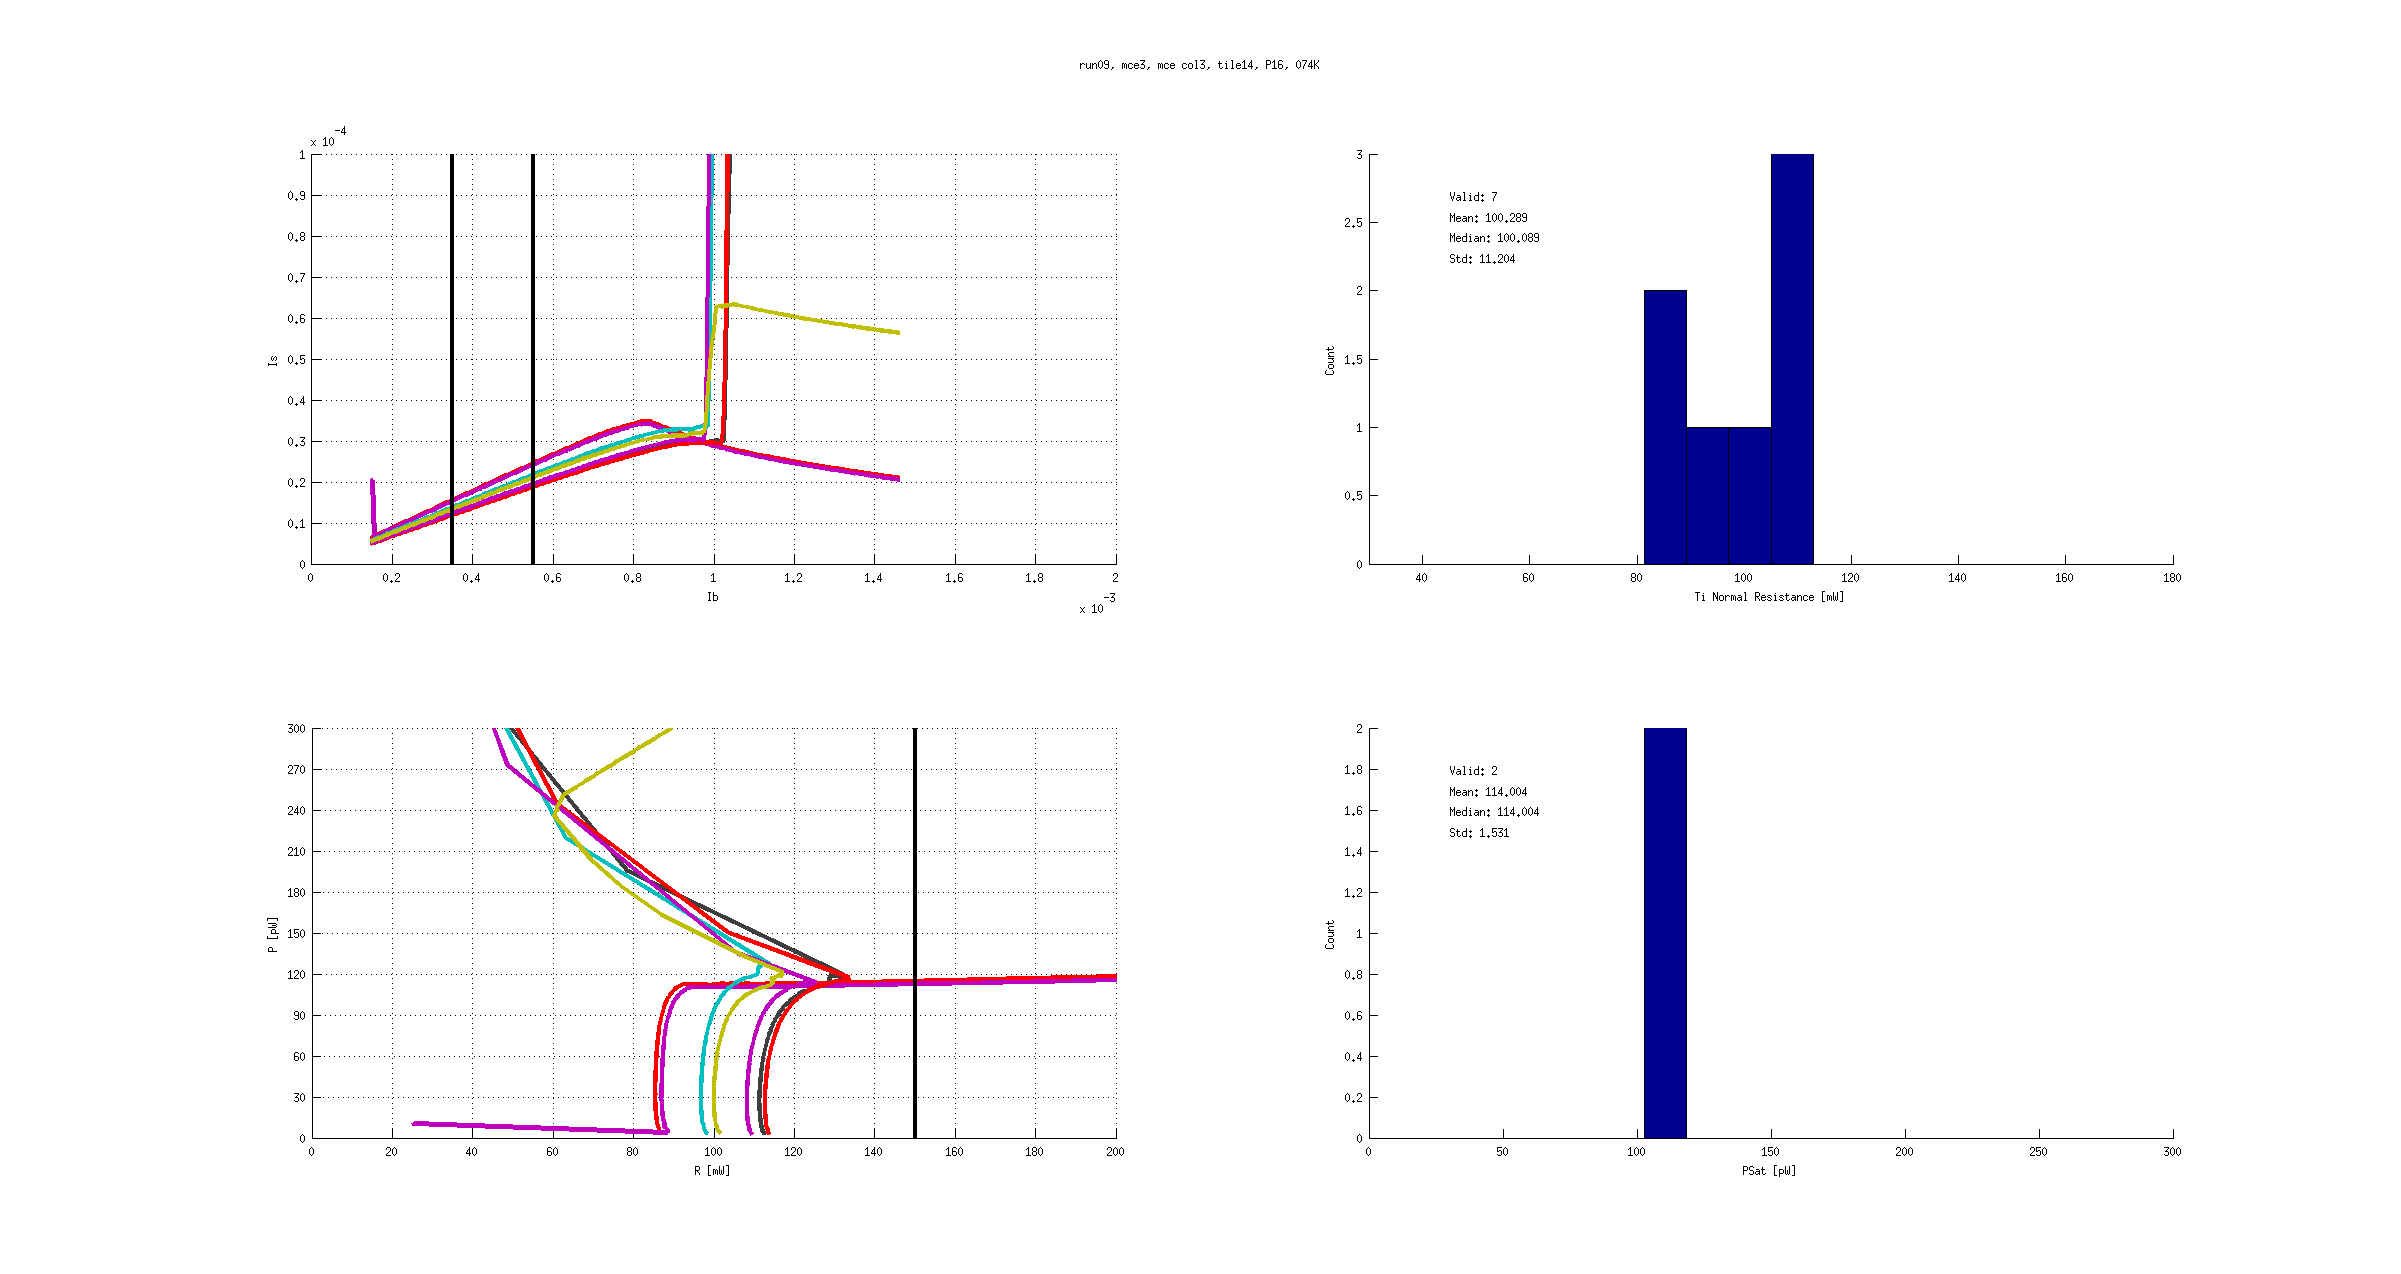 run09, mce3, mce col3, tile14, P16, 074K
x 10^-4
1
0.9
0.8
0.7
0.6
0.5
0.4
0.3
0.2
0.1
0
Is
0 0.2 0.4 0.6 0.8 1 1.2 1.4 1.6 1.8 2
Ib
x 10^-3
3
2.5
2
1.5
1
0.5
0
Count
Valid: 7
Mean: 100.289
Median: 100.089
Std: 11.204
40 60 80 100 120 140 160 180
Ti Normal Resistance [mW]
300
270
240
210
180
150
120
90
60
30
0
P [pW]
0 20 40 60 80 100 120 140 160 180 200
R [mW]
2
1.8
1.6
1.4
1.2
1
0.8
0.6
0.4
0.2
0
Count
Valid: 2
Mean: 114.004
Median: 114.004
Std: 1.531
0 50 100 150 200 250 300
PSat [pW]